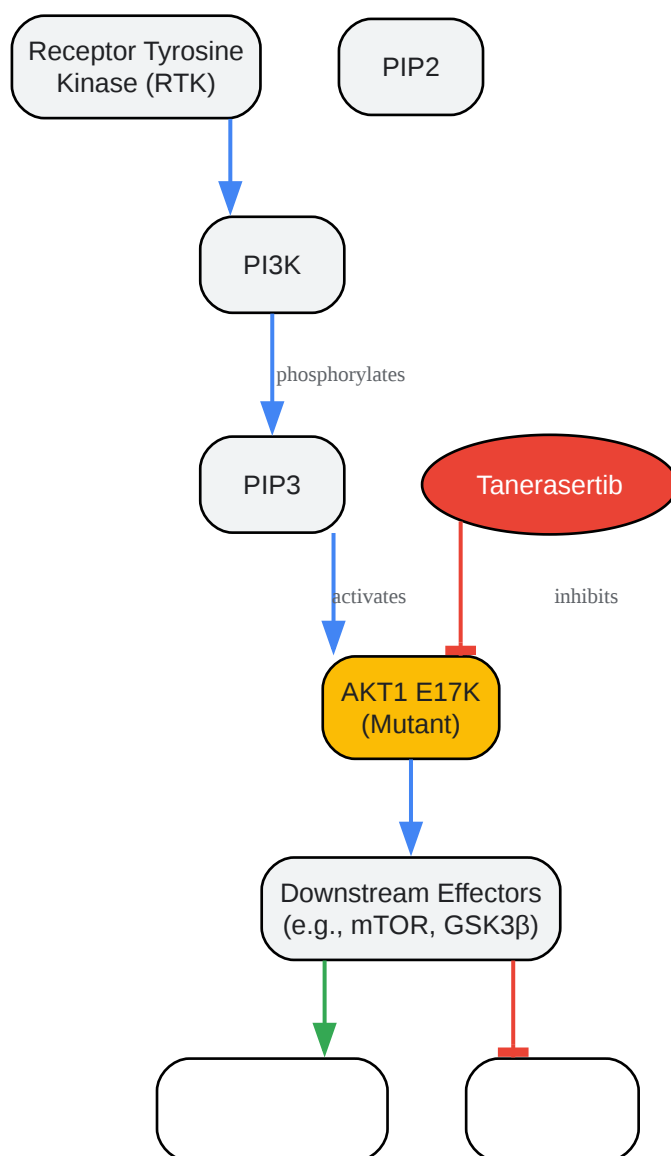 Receptor Tyrosine
Kinase (RTK)
PIP2
PI3K
phosphorylates
PIP3
Tanerasertib
activates
inhibits
AKT1 E17K
(Mutant)
Downstream Effectors
(e.g., mTOR, GSK3β)